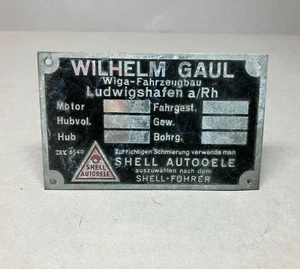 WILHELM GAUL
Wiga-Fahrzeugbau
Ludwigshafen a/Rh
Motor Fahrgest.
Hubvol. Gew.
Hub Bohrg.
Zur richtigen Schmierung verwende man
SHELL AUTOOELE
auszuwählen nach dem
SHELL-FÜHRER
SHELL
AUTOOELE